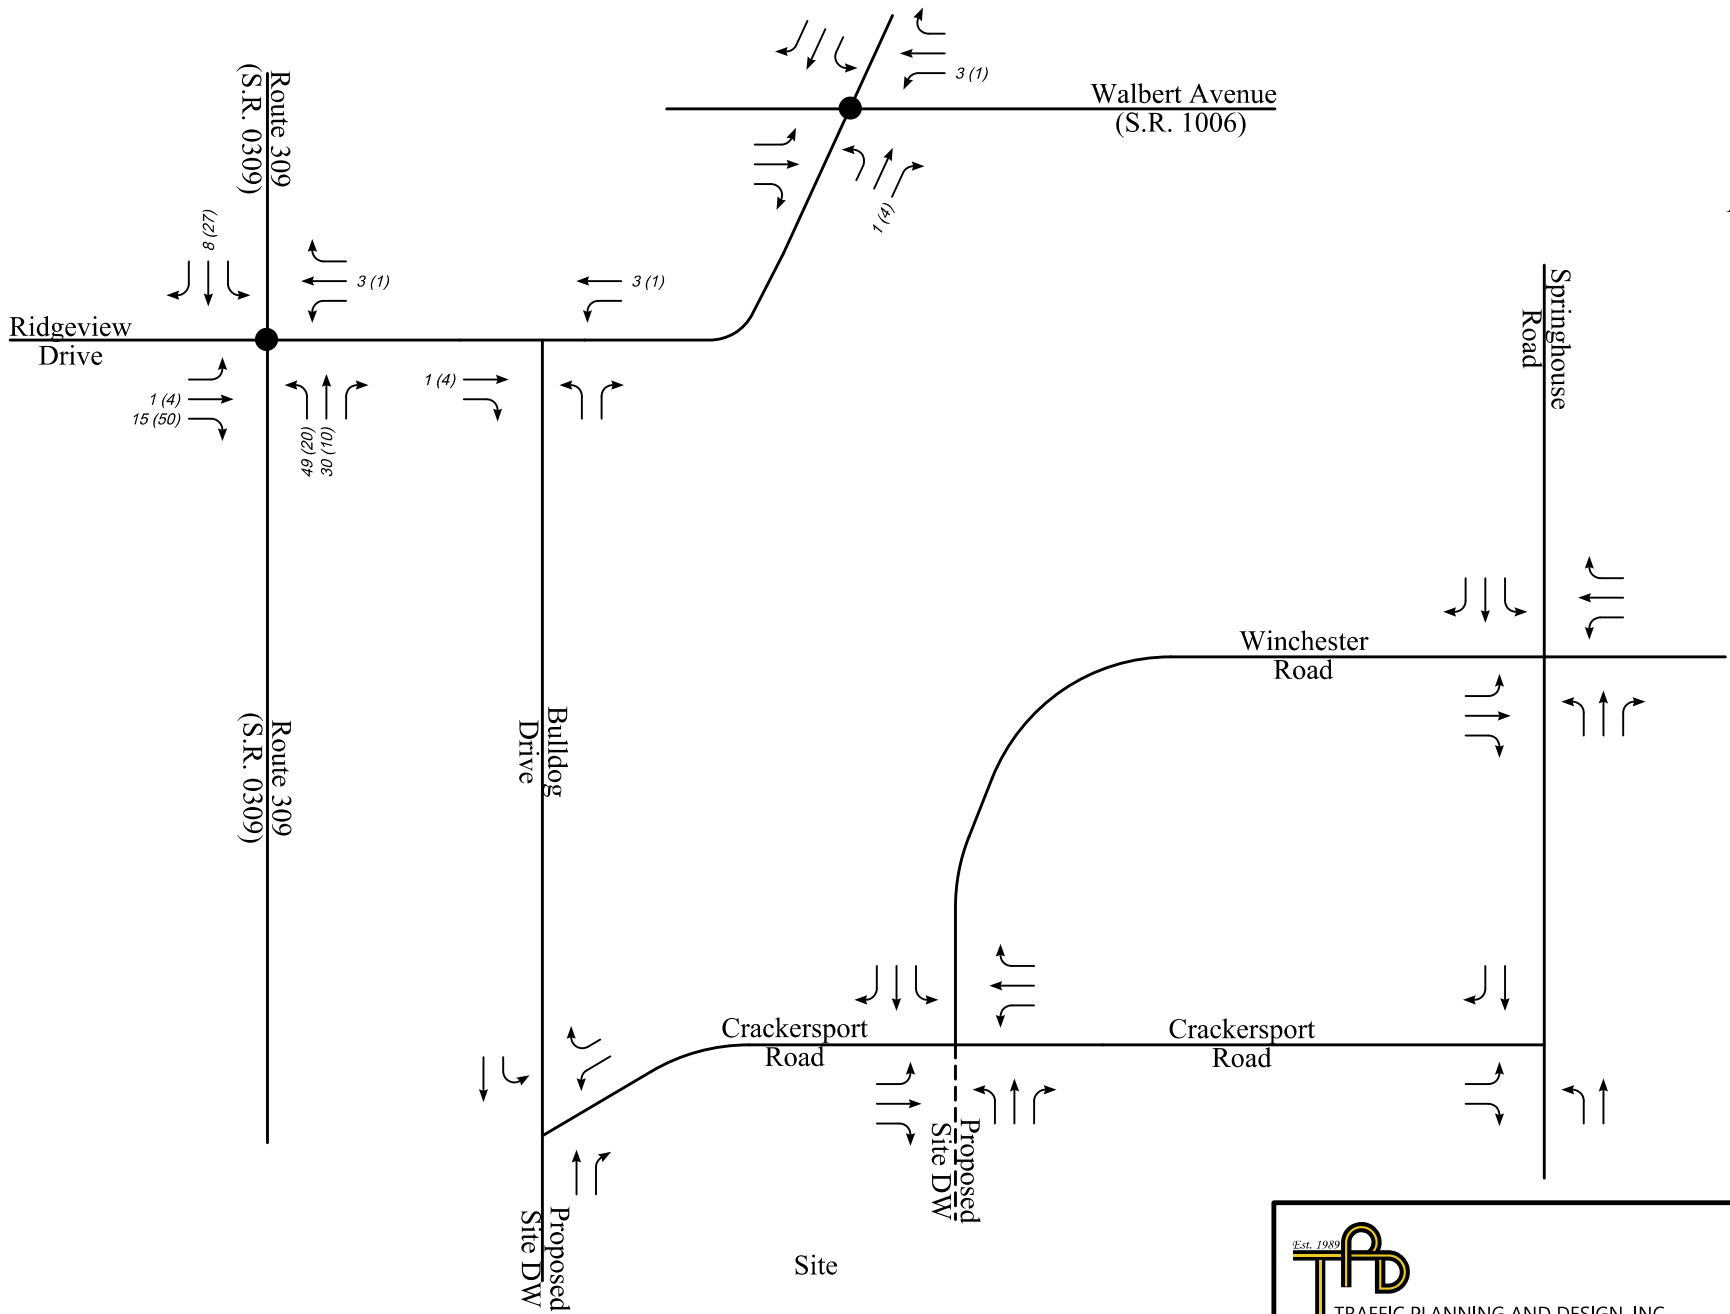 3 (1)
Walbert Avenue
(S.R. 1006)
Route 309
(S.R. 0309)
1 (4)
8 (27)
3 (1)
3 (1)
Ridgeview
Drive
Springhouse
Road
1 (4)
15 (50)
49 (20)
30 (10)
1 (4)
Winchester
Road
Route 309
(S.R. 0309)
Bulldog
Drive
Crackersport
Road
Crackersport
Road
Proposed
Site DW
Proposed
Site DW
Site
Est. 1989
TPD
TRAFFIC PLANNING AND DESIGN, INC.